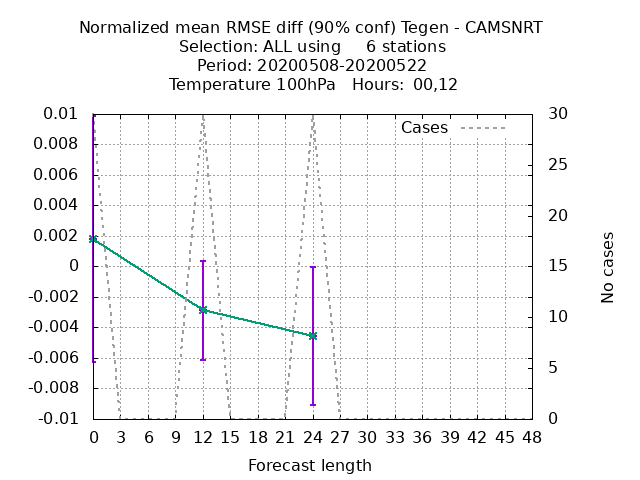 Normalized mean RMSE diff (90% conf) Tegen - CAMSNRT
Selection: ALL using     6 stations
Period: 20200508-20200522
Temperature 100hPa   Hours:  00,12
Cases
0.01
0.008
0.006
0.004
0.002
0
-0.002
-0.004
-0.006
-0.008
-0.01
30
25
20
15
10
5
0
No cases
0 3 6 9 12 15 18 21 24 27 30 33 36 39 42 45 48
Forecast length